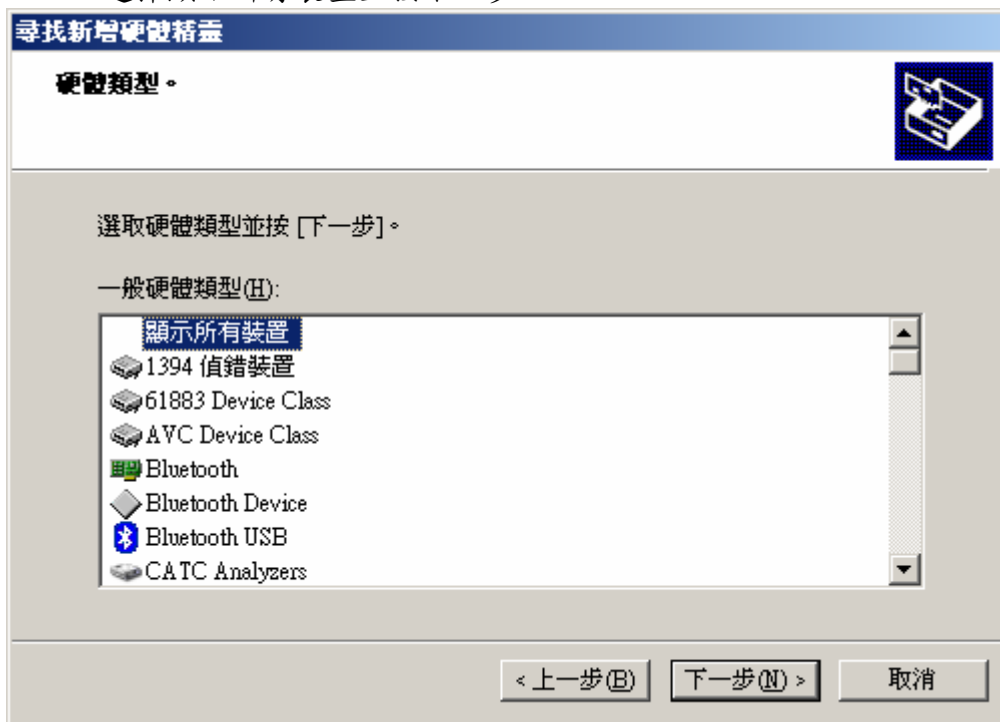 尋找新增硬體精靈
硬體類型。
選取硬體類型並按 [下一步]。
一般硬體類型(H):
顯示所有裝置
1394 偵錯裝置
61883 Device Class
AVC Device Class
Bluetooth
Bluetooth Device
Bluetooth USB
CATC Analyzers
< 上一步(B) 下一步(N) > 取消